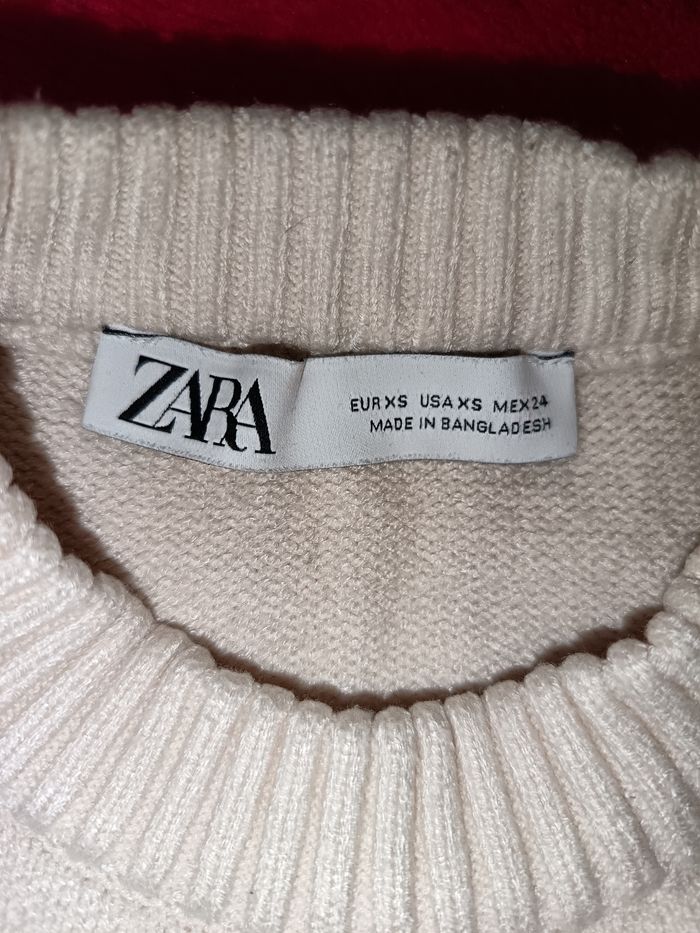 ZARA
EUR XS USA XS MEX 24
MADE IN BANGLADESH